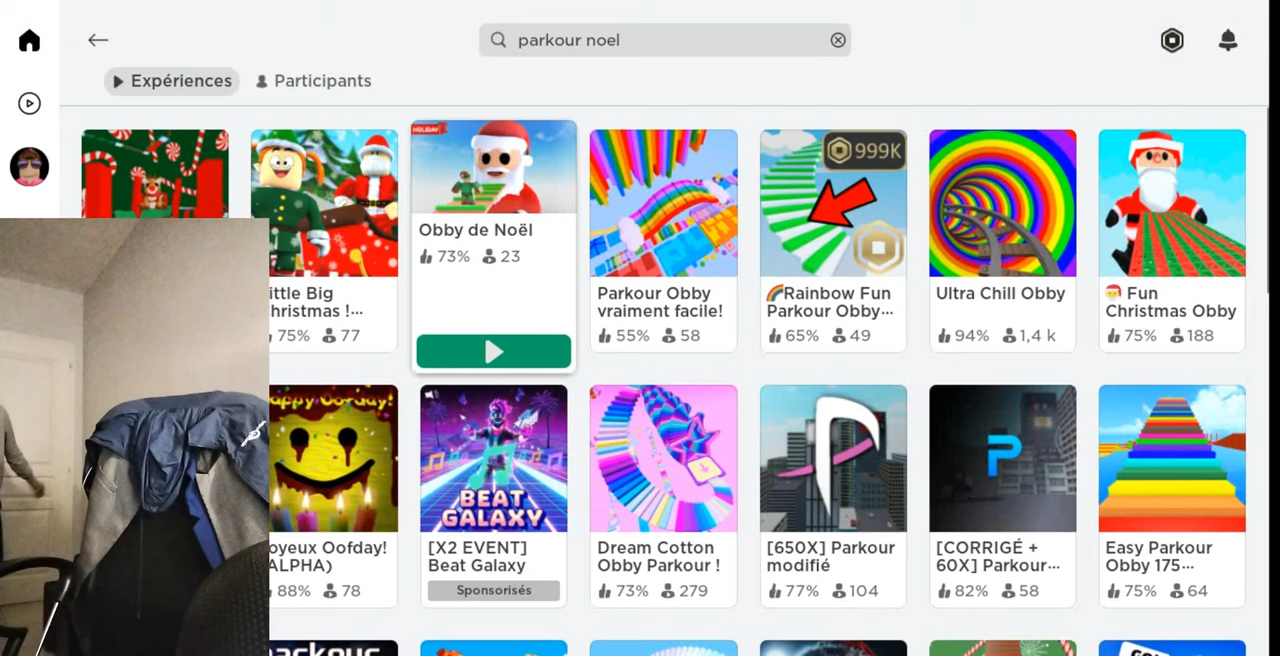 parkour noel
Expériences
Participants
HOLIDAY
Obby de Noël
73% 23
999K
ittle Big
hristmas !...
75% 77
Parkour Obby
vraiment facile!
55% 58
Rainbow Fun
Parkour Obby...
65% 49
Ultra Chill Obby
94% 1,4 k
Fun
Christmas Obby
75% 188
appy Oofday!
oyeux Oofday!
ALPHA)
88% 78
BEAT
GALAXY
[X2 EVENT]
Beat Galaxy
Sponsorisés
Dream Cotton
Obby Parkour !
73% 279
[650X] Parkour
modifié
77% 104
P
[CORRIGÉ +
60X] Parkour...
82% 58
Easy Parkour
Obby 175...
75% 64